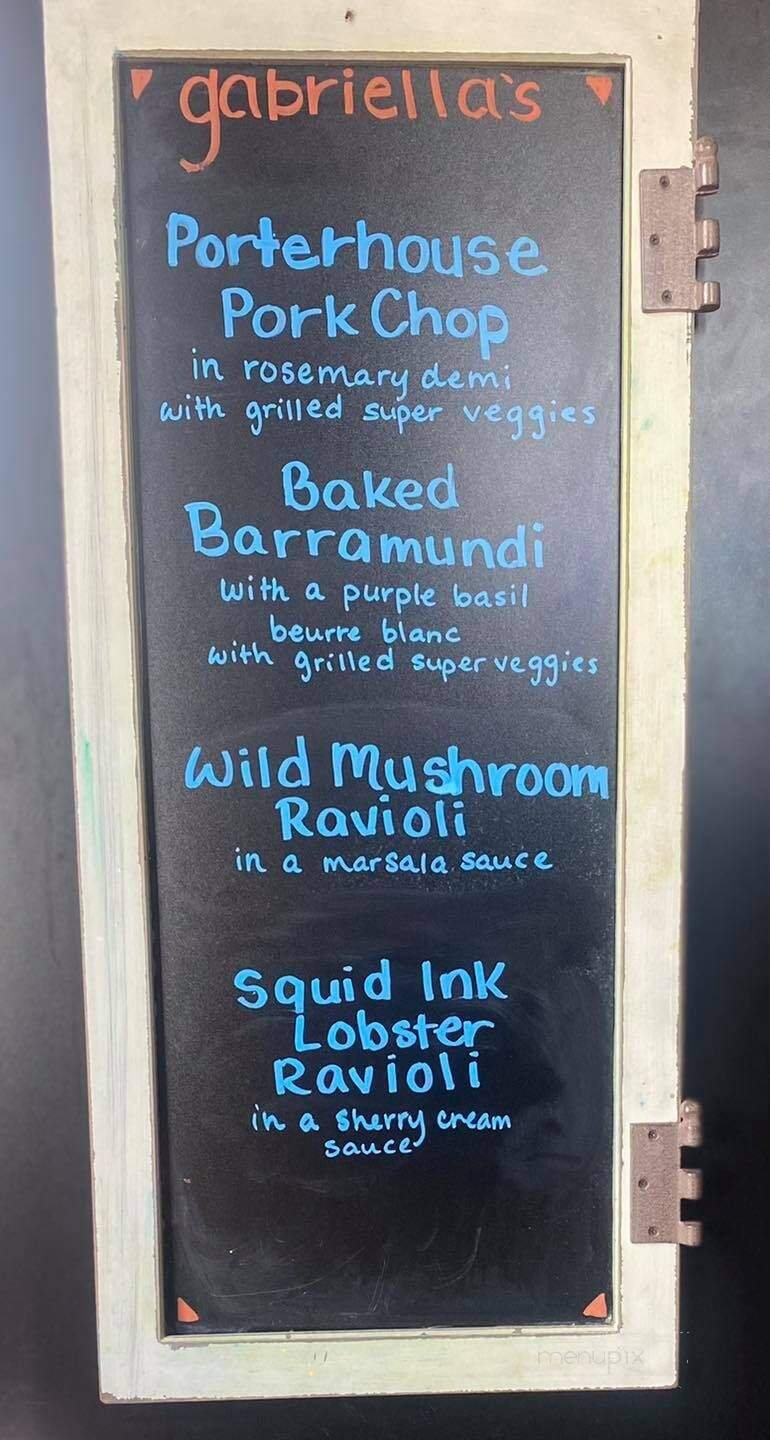 gabriella's
Porterhouse
Pork Chop
in rosemary demi
with grilled super veggies
Baked
Barramundi
with a purple basil
beurre blanc
with grilled super veggies
Wild Mushroom
Ravioli
in a marsala sauce
Squid Ink
Lobster
Ravioli
in a sherry cream
sauce
menupix